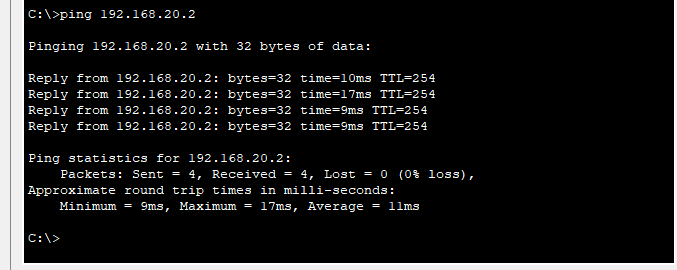 C:\>ping 192.168.20.2
Pinging 192.168.20.2 with 32 bytes of data:
Reply from 192.168.20.2: bytes=32 time=10ms TTL=254
Reply from 192.168.20.2: bytes=32 time=17ms TTL=254
Reply from 192.168.20.2: bytes=32 time=9ms TTL=254
Reply from 192.168.20.2: bytes=32 time=9ms TTL=254
Ping statistics for 192.168.20.2:
    Packets: Sent = 4, Received = 4, Lost = 0 (0% loss),
Approximate round trip times in milli-seconds:
    Minimum = 9ms, Maximum = 17ms, Average = 11ms
C:\>